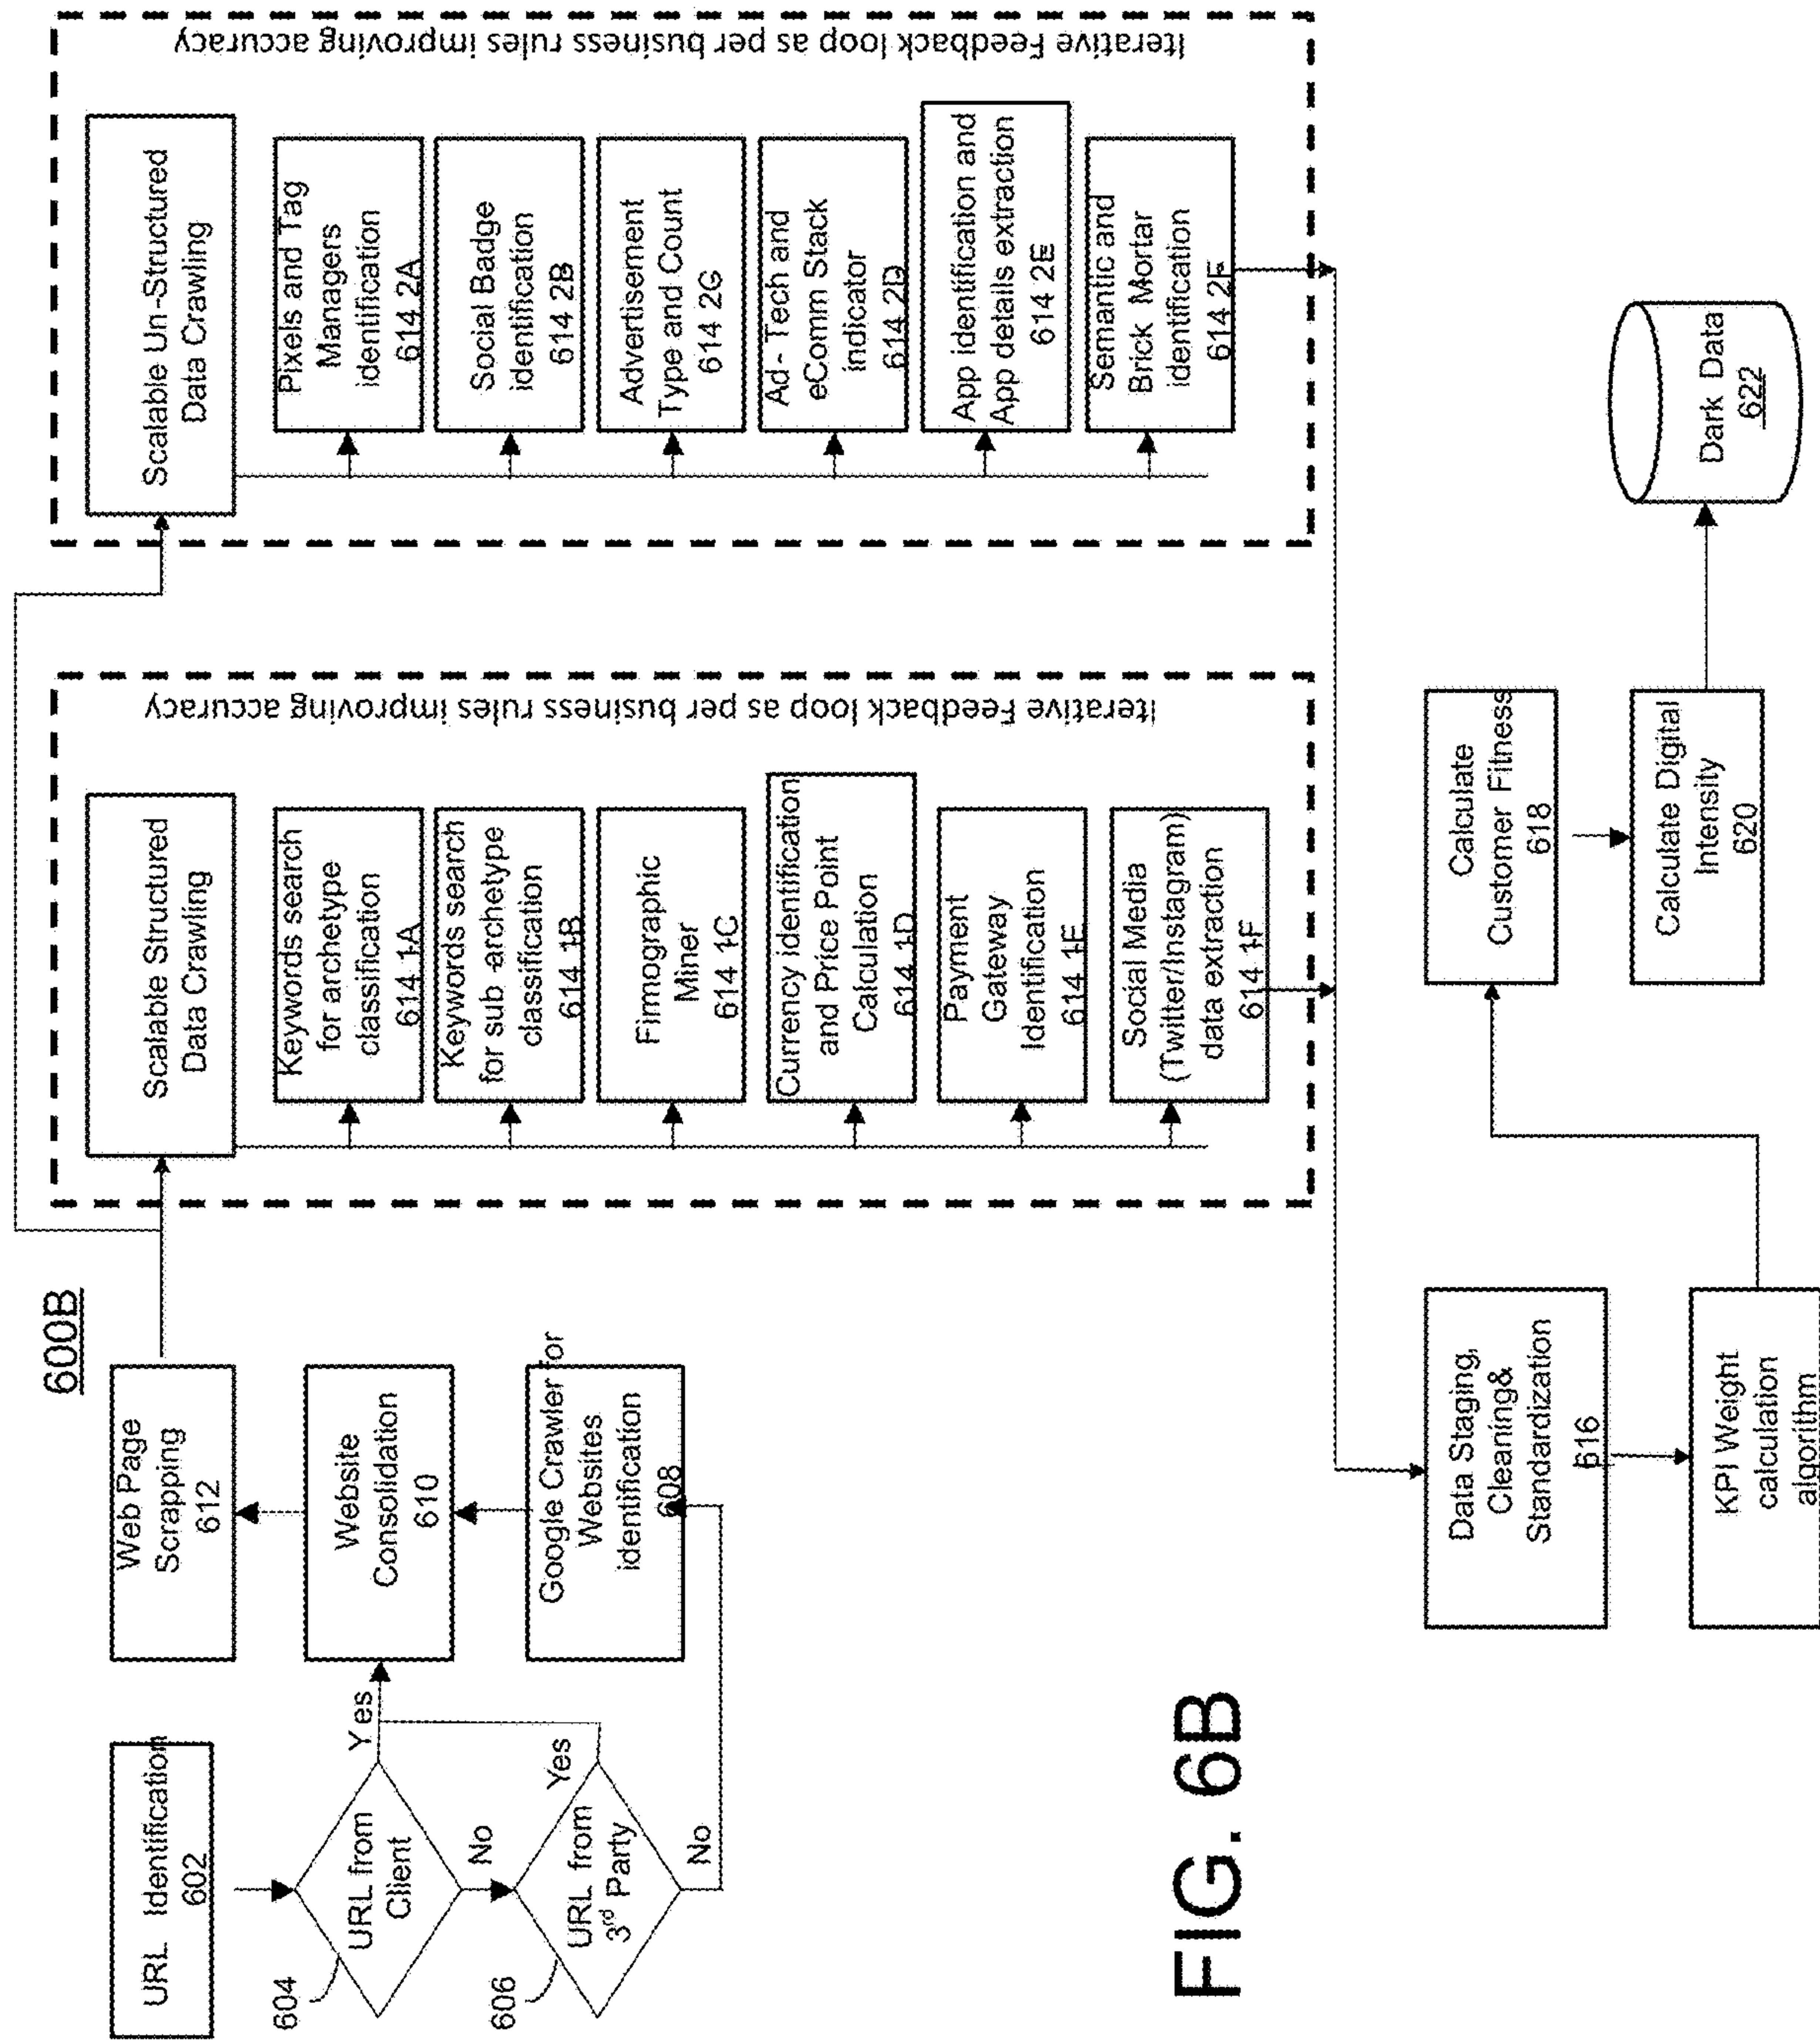 600B
URL Identification
602
604
URL from
Client
Yes
No
606
URL from
3rd Party
Yes
No
Web Page
Scrapping
612
Website
Consolidation
610
Google Crawler for
Websites
identification
608
Scalable Structured
Data Crawling
Keywords search
for archetype
classification
614 1A
Keywords search
for sub archetype
classification
614 1B
Firmographic
Miner
614 1C
Currency identification
and Price Point
Calculation
614 1D
Payment
Gateway
Identification
614 1E
Social Media
(Twitter/Instagram)
data extraction
614 1F
Iterative Feedback loop as per business rules improving accuracy
Scalable Un-Structured
Data Crawling
Pixels and Tag
Managers
identification
614 2A
Social Badge
identification
614 2B
Advertisement
Type and Count
614 2C
Ad-Tech and
eComm Stack
indicator
614 2D
App identification and
App details extraction
614 2E
Semantic and
Brick Mortar
identification
614 2F
Iterative Feedback loop as per business rules improving accuracy
Data Staging,
Cleaning&
Standardization
616
KPI Weight
calculation
algorithm
Calculate
Customer Fitness
618
Calculate Digital
Intensity
620
Dark Data
622
FIG. 6B